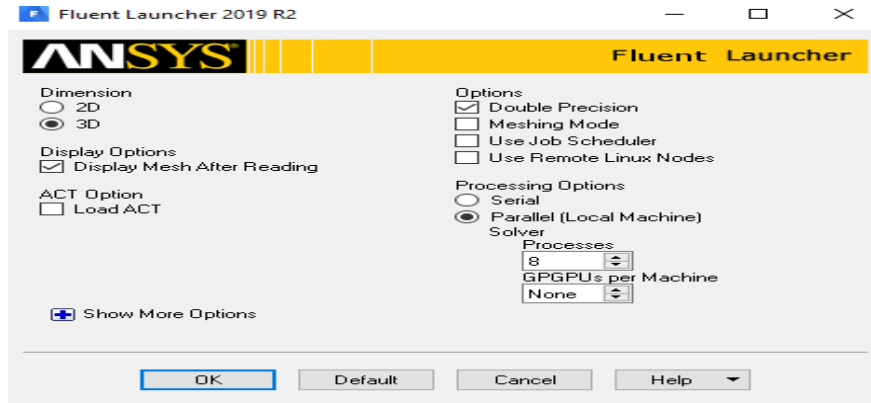 Fluent Launcher 2019 R2
ANSYS
Fluent Launcher
Dimension
2D
3D
Display Options
Display Mesh After Reading
ACT Option
Load ACT
Show More Options
Options
Double Precision
Meshing Mode
Use Job Scheduler
Use Remote Linux Nodes
Processing Options
Serial
Parallel (Local Machine)
Solver
Processes
8
GPGPUs per Machine
None
OK Default Cancel Help